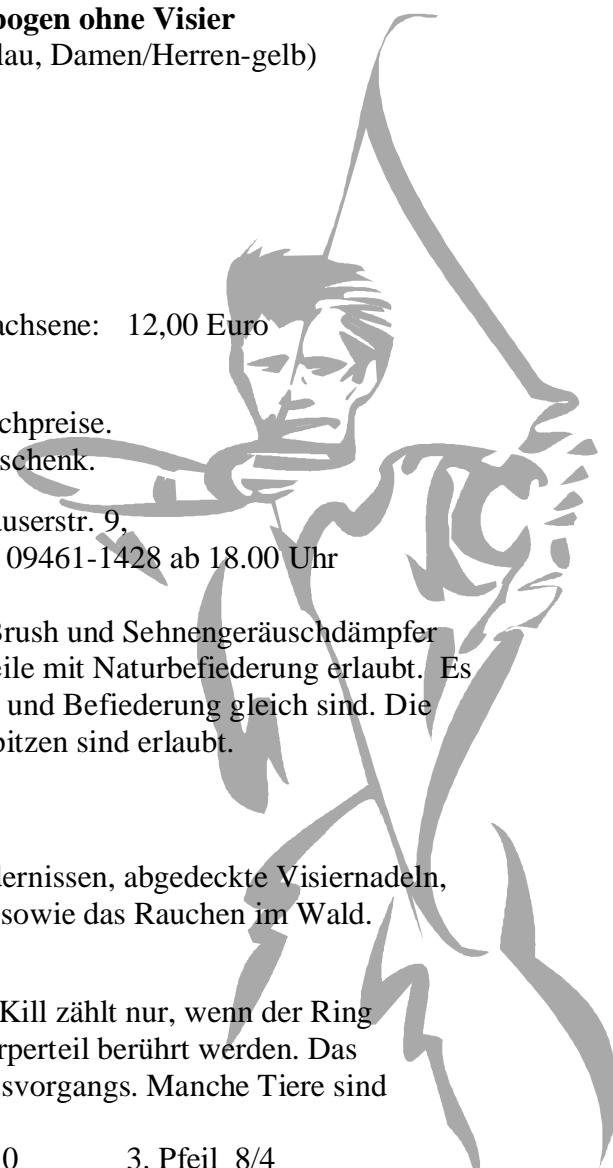 bogen ohne Visier
lau, Damen/Herren-gelb)
achsene: 12,00 Euro
chpreise.
schenk.
userstr. 9,
09461-1428 ab 18.00 Uhr
Brush und Sehnengeräuschdämpfer
eile mit Naturbefiederung erlaubt. Es
und Befiederung gleich sind. Die
pitzen sind erlaubt.
dernissen, abgedeckte Visiernadeln,
sowie das Rauchen im Wald.
Kill zählt nur, wenn der Ring
rperteil berührt werden. Das
svorgangs. Manche Tiere sind
0 3. Pfeil 8/4